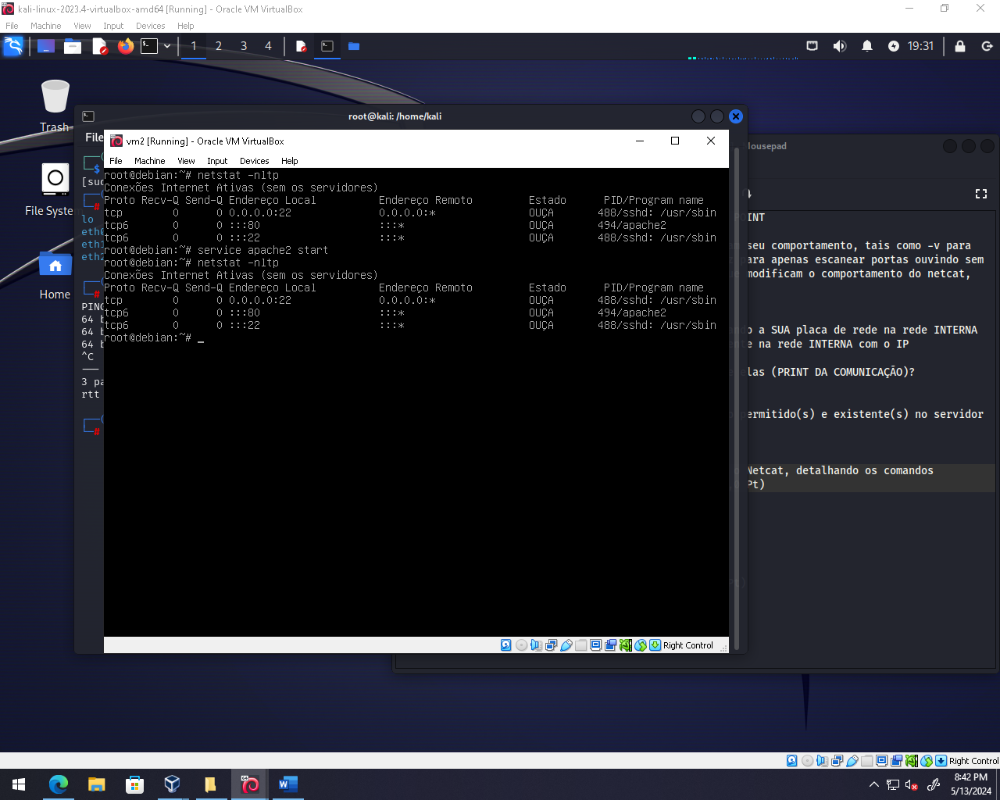 kali-linux-2023.4-virtualbox-amd64 [Running] - Oracle VM VirtualBox
File Machine View Input Devices Help
1 2 3 4 19:31
Trash
File System
Home
root@kali: /home/kali
File
[sud
#
lo
eth
eth1
eth2
#
PING
64 b
64 b
64 b
^C
---
3 pa
rtt
#
vm2 [Running] - Oracle VM VirtualBox
File Machine View Input Devices Help
root@debian:~# netstat -nltp
Conexões Internet Ativas (sem os servidores)
Proto Recv-Q Send-Q Endereço Local Endereço Remoto Estado PID/Program name
tcp 0 0 0.0.0.0:22 0.0.0.0:* OUÇA 488/sshd: /usr/sbin
tcp6 0 0 :::80 :::* OUÇA 494/apache2
tcp6 0 0 :::22 :::* OUÇA 488/sshd: /usr/sbin
root@debian:~# service apache2 start
root@debian:~# netstat -nltp
Conexões Internet Ativas (sem os servidores)
Proto Recv-Q Send-Q Endereço Local Endereço Remoto Estado PID/Program name
tcp 0 0 0.0.0.0:22 0.0.0.0:* OUÇA 488/sshd: /usr/sbin
tcp6 0 0 :::80 :::* OUÇA 494/apache2
tcp6 0 0 :::22 :::* OUÇA 488/sshd: /usr/sbin
root@debian:~# _
Right Control
Mousepad
POINT
seu comportamento, tais como -v para
para apenas escanear portas ouvindo sem
modificam o comportamento do netcat,
ndo a SUA placa de rede na rede INTERNA
ente na rede INTERNA com o IP
elas (PRINT DA COMUNICAÇÃO)?
permitido(s) e existente(s) no servidor
Netcat, detalhando os comandos
Pt)
Right Control
8:42 PM
5/13/2024